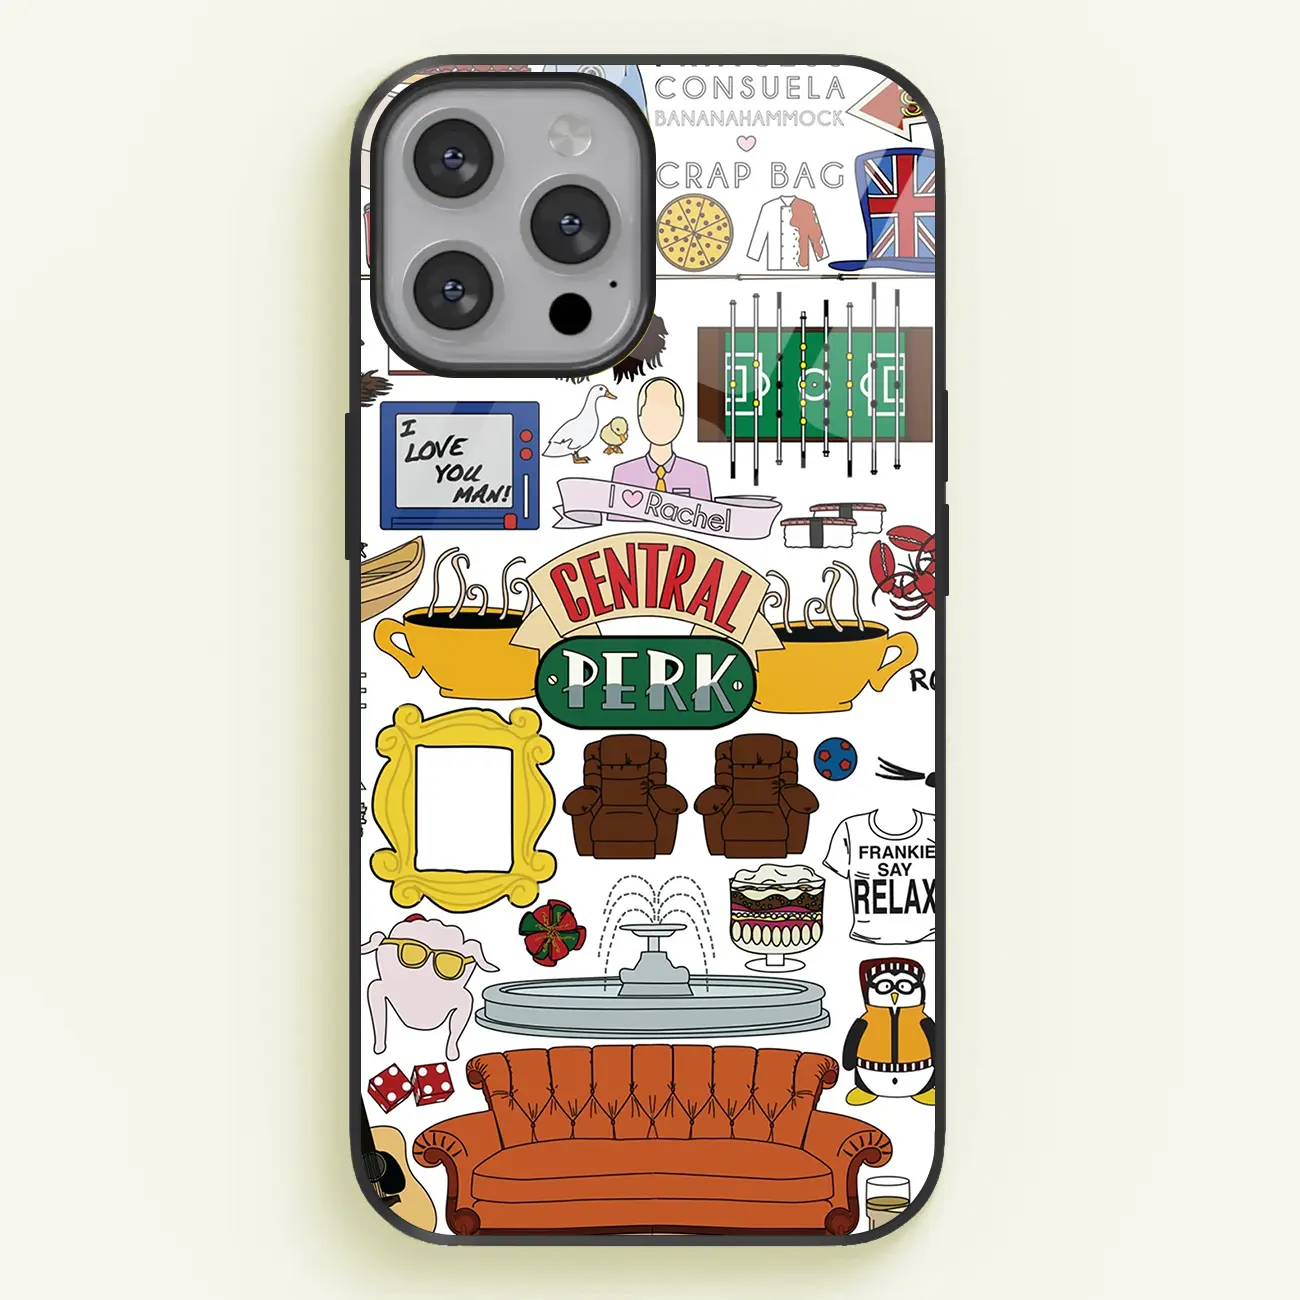 CONSUELA
BANANAHAMMOCK
CRAP BAG
I
LOVE
YOU
MAN!
I ♡ Rachel
CENTRAL
PERK
FRANKIE
SAY
RELAX